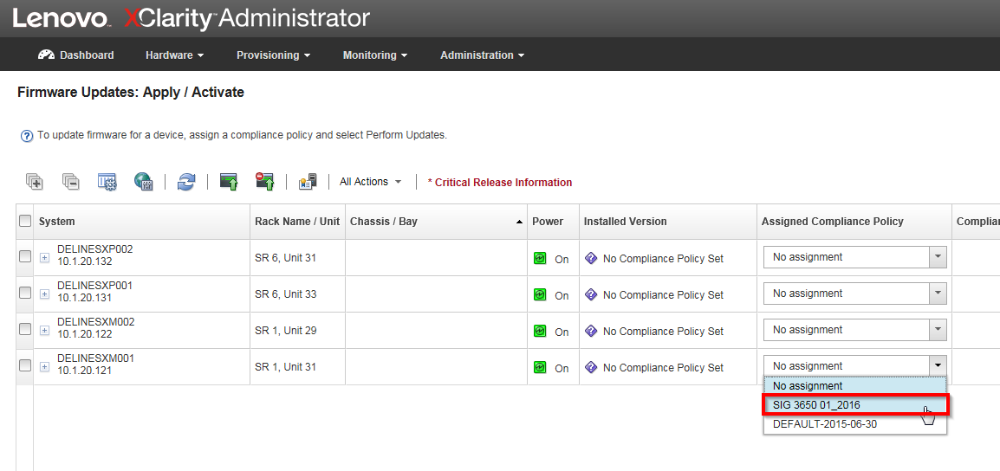 Lenovo™ XClarity™ Administrator
Dashboard Hardware Provisioning Monitoring Administration
Firmware Updates: Apply / Activate
? To update firmware for a device, assign a compliance policy and select Perform Updates.
All Actions * Critical Release Information
System Rack Name / Unit Chassis / Bay Power Installed Version Assigned Compliance Policy Complian
DELINESXP002
10.1.20.132 SR 6, Unit 31 On No Compliance Policy Set No assignment
DELINESXP001
10.1.20.131 SR 6, Unit 33 On No Compliance Policy Set No assignment
DELINESXM002
10.1.20.122 SR 1, Unit 29 On No Compliance Policy Set No assignment
DELINESXM001
10.1.20.121 SR 1, Unit 31 On No Compliance Policy Set No assignment
No assignment
SIG 3650 01_2016
DEFAULT-2015-06-30